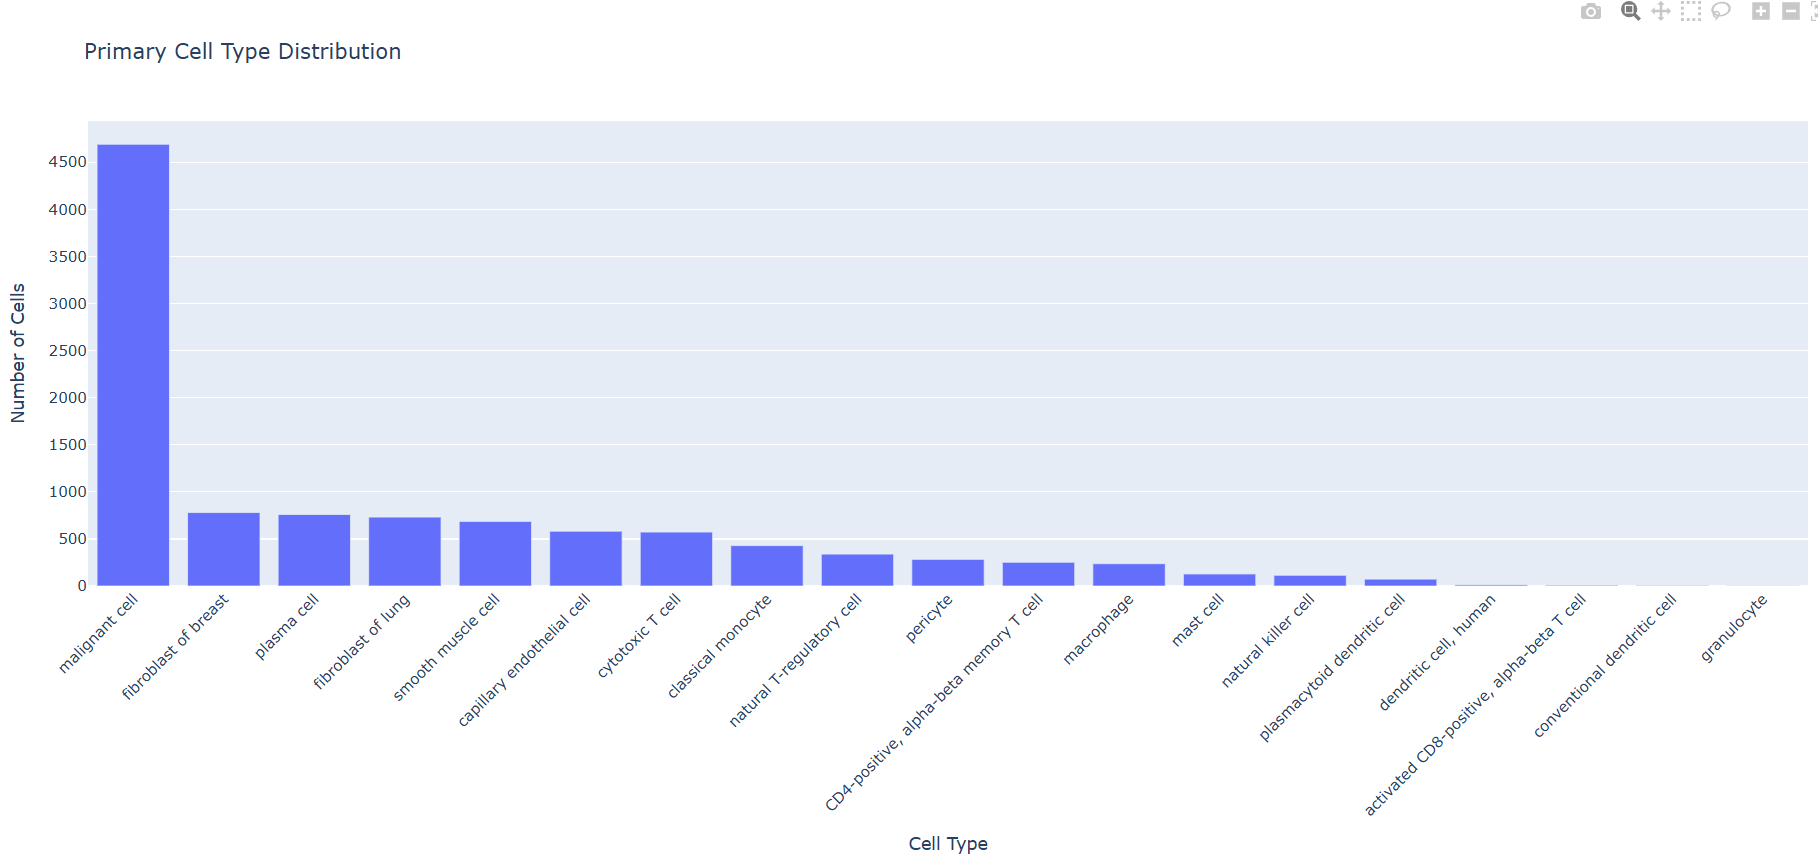 Primary Cell Type Distribution
Number of Cells
4500
4000
3500
3000
2500
2000
1500
1000
500
0
malignant cell
fibroblast of breast
plasma cell
fibroblast of lung
smooth muscle cell
capillary endothelial cell
cytotoxic T cell
classical monocyte
natural T-regulatory cell
pericyte
CD4-positive, alpha-beta memory T cell
macrophage
mast cell
natural killer cell
plasmacytoid dendritic cell
dendritic cell, human
activated CD8-positive, alpha-beta T cell
conventional dendritic cell
granulocyte
Cell Type